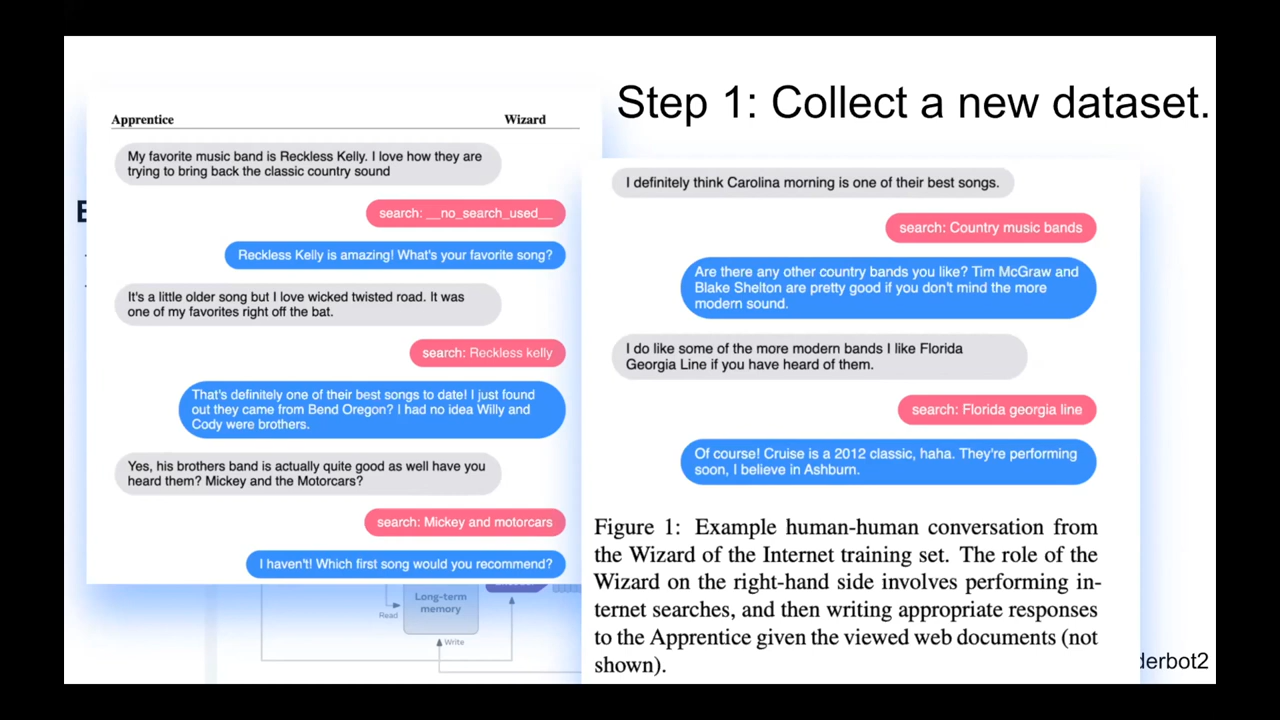 Step 1: Collect a new dataset.
Apprentice
Wizard
My favorite music band is Reckless Kelly. I love how they are
trying to bring back the classic country sound
search: __no_search_used__
Reckless Kelly is amazing! What's your favorite song?
It's a little older song but I love wicked twisted road. It was
one of my favorites right off the bat.
search: Reckless kelly
That's definitely one of their best songs to date! I just found
out they came from Bend Oregon? I had no idea Willy and
Cody were brothers.
Yes, his brothers band is actually quite good as well have you
heard them? Mickey and the Motorcars?
search: Mickey and motorcars
I haven't! Which first song would you recommend?
I definitely think Carolina morning is one of their best songs.
search: Country music bands
Are there any other country bands you like? Tim McGraw and
Blake Shelton are pretty good if you don't mind the more
modern sound.
I do like some of the more modern bands I like Florida
Georgia Line if you have heard of them.
search: Florida georgia line
Of course! Cruise is a 2012 classic, haha. They're performing
soon, I believe in Ashburn.
Figure 1: Example human-human conversation from
the Wizard of the Internet training set. The role of the
Wizard on the right-hand side involves performing in-
ternet searches, and then writing appropriate responses
to the Apprentice given the viewed web documents (not
shown).
Long-term
memory
Read
Write
derbot2